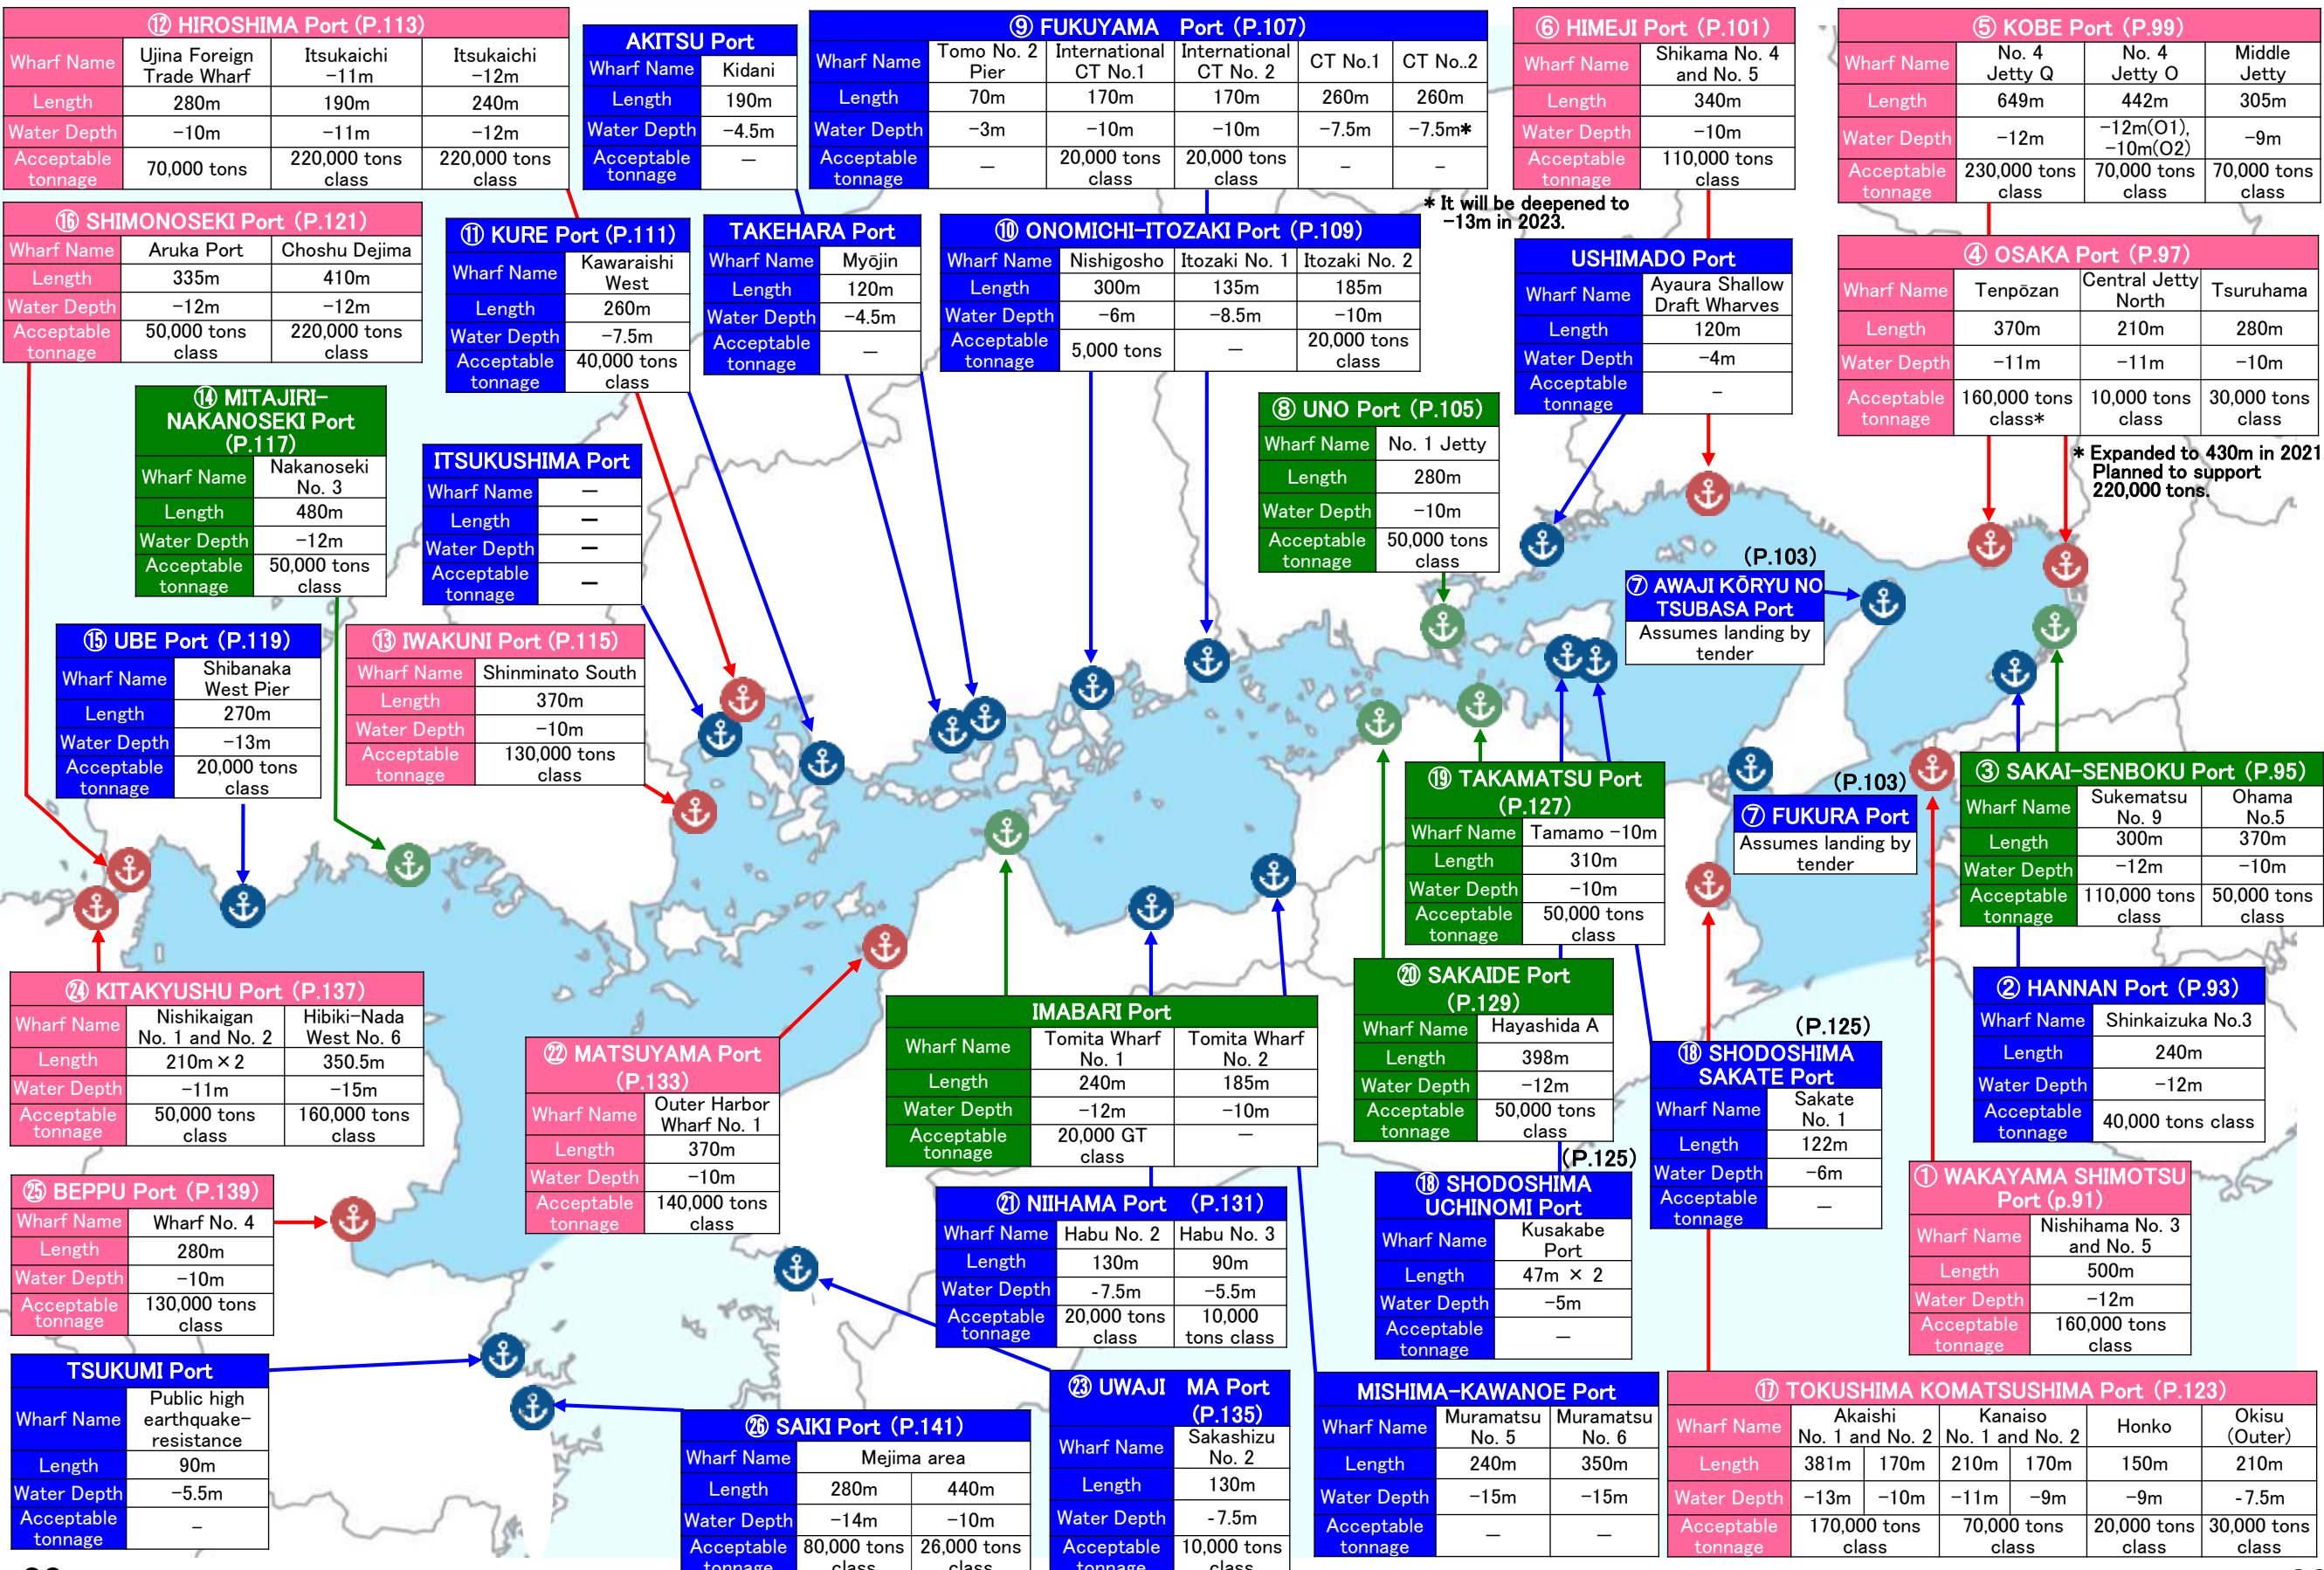 ⑫ HIROSHIMA Port (P.113)
Wharf Name Ujina Foreign Trade Wharf Itsukaichi −11m Itsukaichi −12m
Length 280m 190m 240m
Water Depth −10m −11m −12m
Acceptable tonnage 70,000 tons 220,000 tons class 220,000 tons class
AKITSU Port
Wharf Name Kidani
Length 190m
Water Depth −4.5m
Acceptable tonnage —
⑨ FUKUYAMA Port (P.107)
Wharf Name Tomo No. 2 Pier International CT No.1 International CT No. 2 CT No.1 CT No..2
Length 70m 170m 170m 260m 260m
Water Depth −3m −10m −10m −7.5m −7.5m*
Acceptable tonnage — 20,000 tons class 20,000 tons class − −
* It will be deepened to
−13m in 2023.
⑥ HIMEJI Port (P.101)
Wharf Name Shikama No. 4 and No. 5
Length 340m
Water Depth −10m
Acceptable tonnage 110,000 tons class
⑤ KOBE Port (P.99)
Wharf Name No. 4 Jetty Q No. 4 Jetty O Middle Jetty
Length 649m 442m 305m
Water Depth −12m −12m(O1), −10m(O2) −9m
Acceptable tonnage 230,000 tons class 70,000 tons class 70,000 tons class
⑯ SHIMONOSEKI Port (P.121)
Wharf Name Aruka Port Choshu Dejima
Length 335m 410m
Water Depth −12m −12m
Acceptable tonnage 50,000 tons class 220,000 tons class
⑪ KURE Port (P.111)
Wharf Name Kawaraishi West
Length 260m
Water Depth −7.5m
Acceptable tonnage 40,000 tons class
TAKEHARA Port
Wharf Name Myōjin
Length 120m
Water Depth −4.5m
Acceptable tonnage —
⑩ ONOMICHI−ITOZAKI Port (P.109)
Wharf Name Nishigosho Itozaki No. 1 Itozaki No. 2
Length 300m 135m 185m
Water Depth −6m −8.5m −10m
Acceptable tonnage 5,000 tons — 20,000 tons class
USHIMADO Port
Wharf Name Ayaura Shallow Draft Wharves
Length 120m
Water Depth −4m
Acceptable tonnage −
④ OSAKA Port (P.97)
Wharf Name Tenpōzan Central Jetty North Tsuruhama
Length 370m 210m 280m
Water Depth −11m −11m −10m
Acceptable tonnage 160,000 tons class* 10,000 tons class 30,000 tons class
* Expanded to 430m in 2021
Planned to support
220,000 tons.
⑭ MITAJIRI−
NAKANOSEKI Port
(P.117)
Wharf Name Nakanoseki No. 3
Length 480m
Water Depth −12m
Acceptable tonnage 50,000 tons class
ITSUKUSHIMA Port
Wharf Name —
Length —
Water Depth —
Acceptable tonnage —
⑧ UNO Port (P.105)
Wharf Name No. 1 Jetty
Length 280m
Water Depth −10m
Acceptable tonnage 50,000 tons class
(P.103)
⑦ AWAJI KŌRYU NO
TSUBASA Port
Assumes landing by
tender
⑮ UBE Port (P.119)
Wharf Name Shibanaka West Pier
Length 270m
Water Depth −13m
Acceptable tonnage 20,000 tons class
⑬ IWAKUNI Port (P.115)
Wharf Name Shinminato South
Length 370m
Water Depth −10m
Acceptable tonnage 130,000 tons class
⑲ TAKAMATSU Port
(P.127)
Wharf Name Tamamo −10m
Length 310m
Water Depth −10m
Acceptable tonnage 50,000 tons class
(P.103)
⑦ FUKURA Port
Assumes landing by
tender
③ SAKAI−SENBOKU Port (P.95)
Wharf Name Sukematsu No. 9 Ohama No.5
Length 300m 370m
Water Depth −12m −10m
Acceptable tonnage 110,000 tons class 50,000 tons class
㉔ KITAKYUSHU Port (P.137)
Wharf Name Nishikaigan No. 1 and No. 2 Hibiki−Nada West No. 6
Length 210m×2 350.5m
Water Depth −11m −15m
Acceptable tonnage 50,000 tons class 160,000 tons class
㉒ MATSUYAMA Port
(P.133)
Wharf Name Outer Harbor Wharf No. 1
Length 370m
Water Depth −10m
Acceptable tonnage 140,000 tons class
IMABARI Port
Wharf Name Tomita Wharf No. 1 Tomita Wharf No. 2
Length 240m 185m
Water Depth −12m −10m
Acceptable tonnage 20,000 GT class —
⑳ SAKAIDE Port
(P.129)
Wharf Name Hayashida A
Length 398m
Water Depth −12m
Acceptable tonnage 50,000 tons class
(P.125)
⑱ SHODOSHIMA
SAKATE Port
Wharf Name Sakate No. 1
Length 122m
Water Depth −6m
Acceptable tonnage —
② HANNAN Port (P.93)
Wharf Name Shinkaizuka No.3
Length 240m
Water Depth −12m
Acceptable tonnage 40,000 tons class
㉕ BEPPU Port (P.139)
Wharf Name Wharf No. 4
Length 280m
Water Depth −10m
Acceptable tonnage 130,000 tons class
㉑ NIIHAMA Port (P.131)
Wharf Name Habu No. 2 Habu No. 3
Length 130m 90m
Water Depth -7.5m −5.5m
Acceptable tonnage 20,000 tons class 10,000 tons class
(P.125)
⑱ SHODOSHIMA
UCHINOMI Port
Wharf Name Kusakabe Port
Length 47m × 2
Water Depth −5m
Acceptable tonnage —
① WAKAYAMA SHIMOTSU
Port (p.91)
Wharf Name Nishihama No. 3 and No. 5
Length 500m
Water Depth −12m
Acceptable tonnage 160,000 tons class
TSUKUMI Port
Wharf Name Public high earthquake− resistance
Length 90m
Water Depth −5.5m
Acceptable tonnage −
㉖ SAIKI Port (P.141)
Wharf Name Mejima area
Length 280m 440m
Water Depth −14m −10m
Acceptable tonnage 80,000 tons class 26,000 tons class
㉓ UWAJI MA Port
(P.135)
Wharf Name Sakashizu No. 2
Length 130m
Water Depth -7.5m
Acceptable tonnage 10,000 tons class
MISHIMA−KAWANOE Port
Wharf Name Muramatsu No. 5 Muramatsu No. 6
Length 240m 350m
Water Depth −15m −15m
Acceptable tonnage — —
⑰ TOKUSHIMA KOMATSUSHIMA Port (P.123)
Wharf Name Akaishi No. 1 and No. 2 Kanaiso No. 1 and No. 2 Honko Okisu (Outer)
Length 381m 170m 210m 170m 150m 210m
Water Depth −13m −10m −11m −9m −9m -7.5m
Acceptable tonnage 170,000 tons class 70,000 tons class 20,000 tons class 30,000 tons class